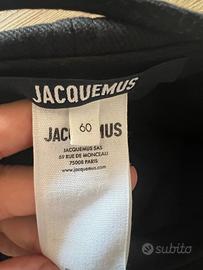 JACQUEMUS
JACQUEMUS
60
JACQUEMUS SAS
69 RUE DE MONCEAU
75008 PARIS
www.jacquemus.com
subito